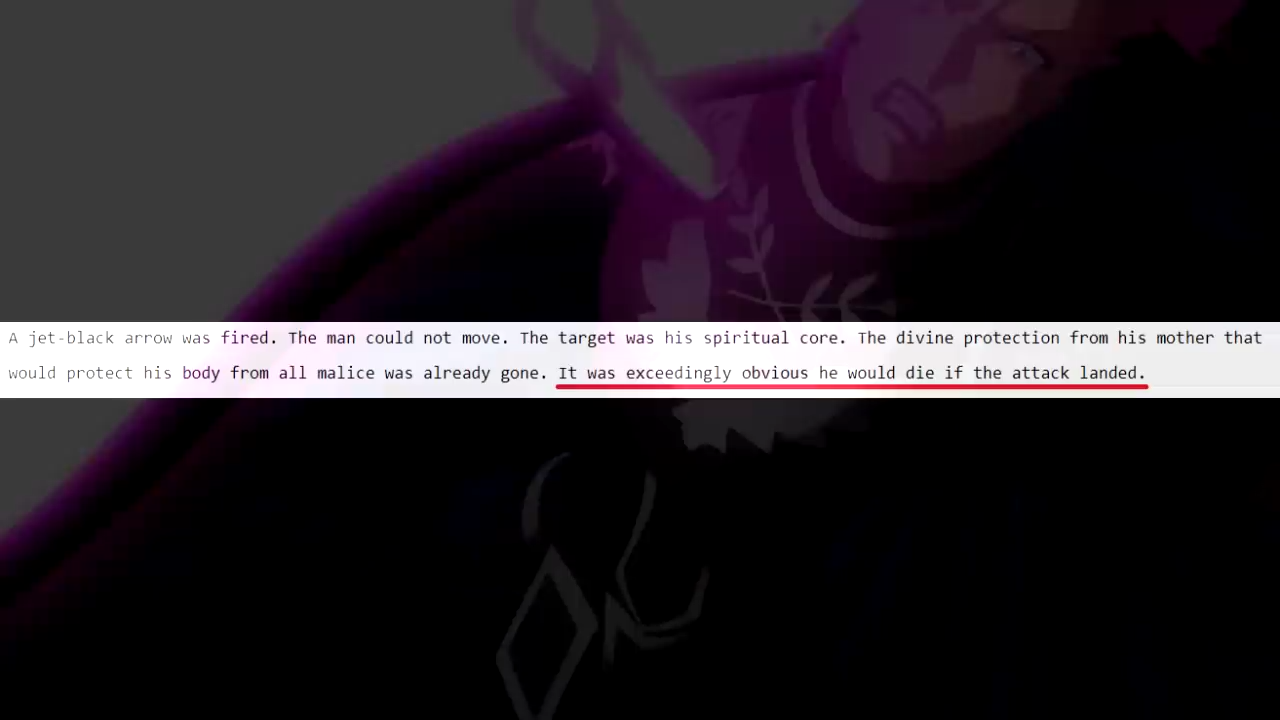 A jet-black arrow was fired. The man could not move. The target was his spiritual core. The divine protection from his mother that
would protect his body from all malice was already gone. It was exceedingly obvious he would die if the attack landed.